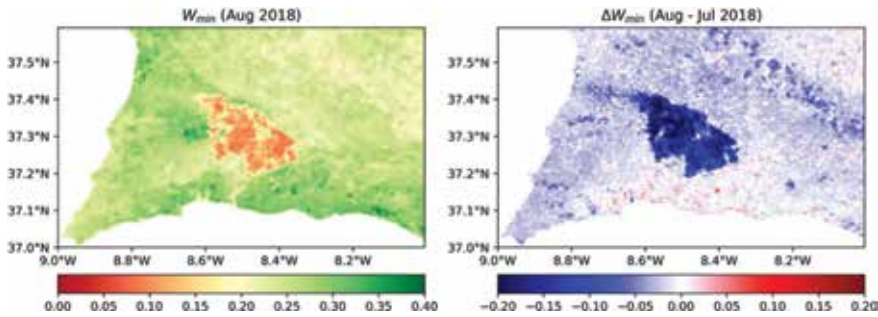 W_min (Aug 2018)
37.5°N
37.4°N
37.3°N
37.2°N
37.1°N
37.0°N
9.0°W 8.8°W 8.6°W 8.4°W 8.2°W
0.00 0.05 0.10 0.15 0.20 0.25 0.30 0.35 0.40
ΔW_min (Aug - Jul 2018)
37.5°N
37.4°N
37.3°N
37.2°N
37.1°N
37.0°N
9.0°W 8.8°W 8.6°W 8.4°W 8.2°W
−0.20 −0.15 −0.10 −0.05 0.00 0.05 0.10 0.15 0.20